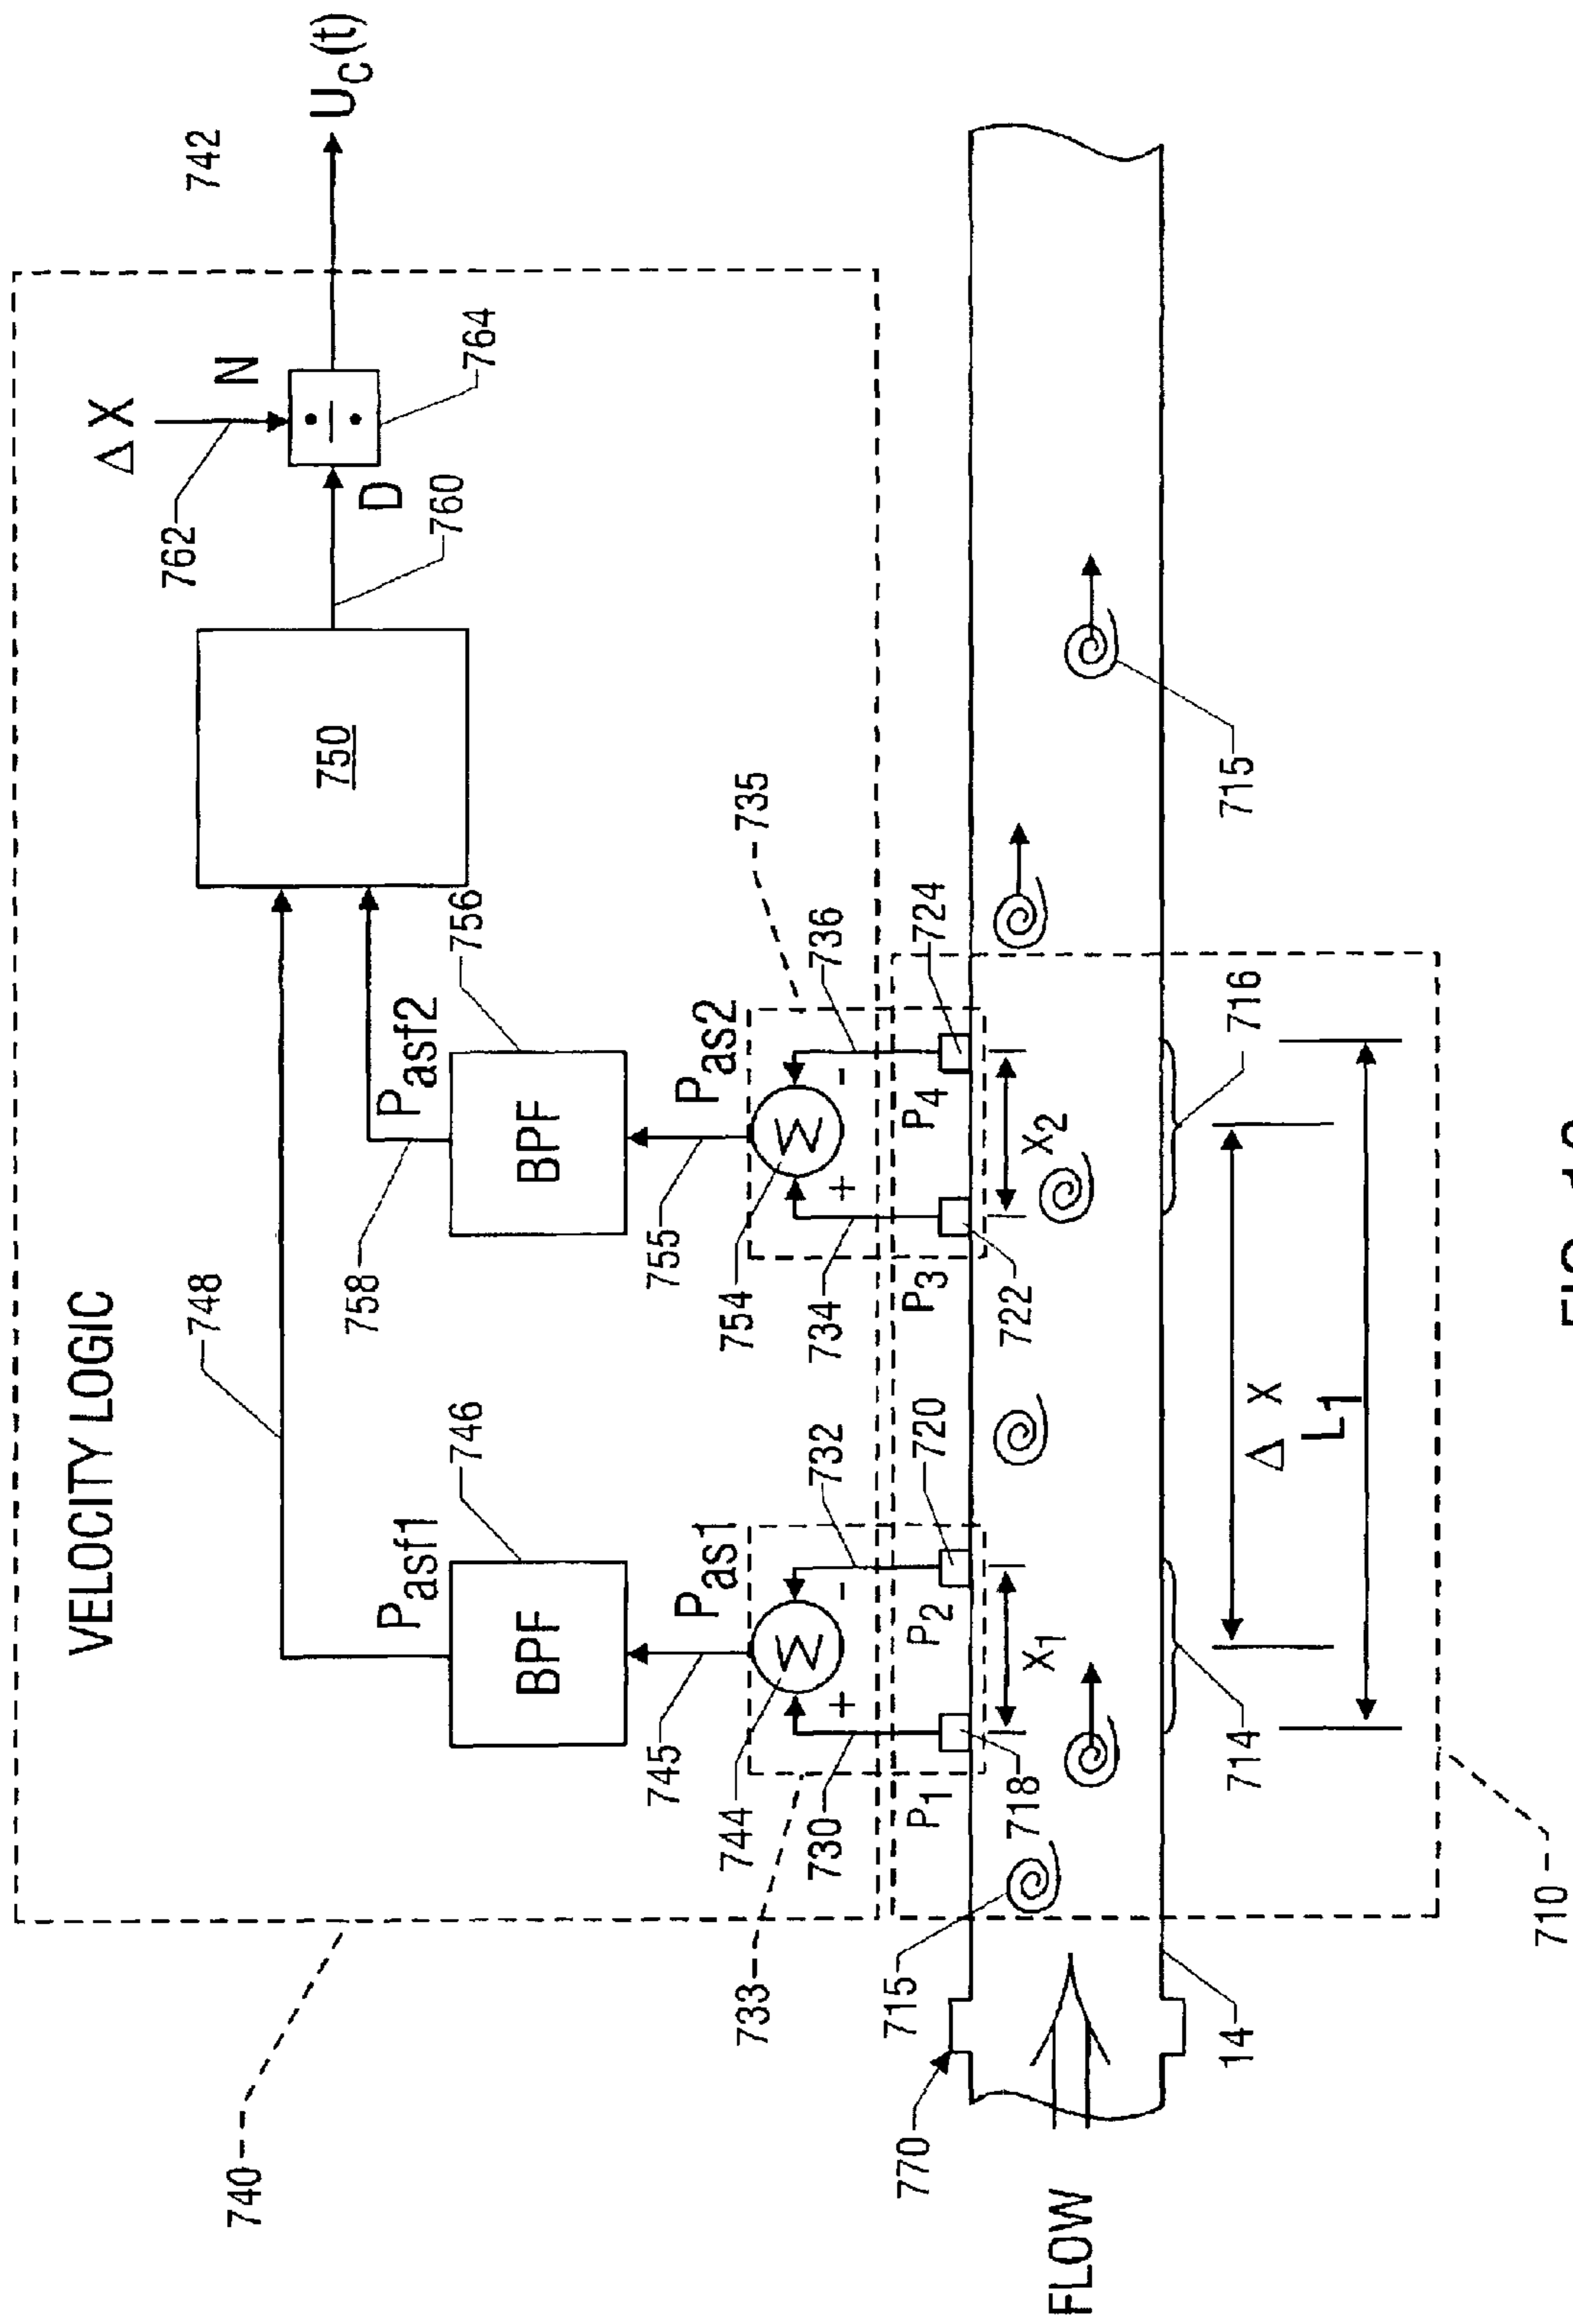 VELOCITY LOGIC
740
748
742
U_C(t)
Δ X
762
N
764
D
760
750
P_asf1
746
BPF
758
P_asf2
756
BPF
745
P_as1
755
P_as2
744
Σ
+
-
754
Σ
+
-
735
733
730
732
734
736
P_1
P_2
720
P_3
P_4
724
718
X_1
722
X_2
715
770
FLOW
14
715
714
716
Δ X
L_1
710